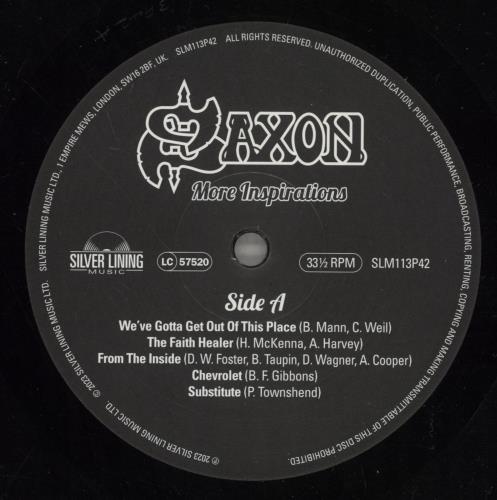 SLM113P42 ALL RIGHTS RESERVED. UNAUTHORIZED DUPLICATION, PUBLIC PERFORMANCE, BROADCASTING, RENTING, COPYING AND MAKING TRANSMITTABLE OF THIS DISC PROHIBITED.
SAXON
More Inspirations
SILVER LINING
MUSIC
LC 57520
33⅓ RPM
SLM113P42
Side A
We've Gotta Get Out Of This Place (B. Mann, C. Weil)
The Faith Healer (H. McKenna, A. Harvey)
From The Inside (D. W. Foster, B. Taupin, D. Wagner, A. Cooper)
Chevrolet (B. F. Gibbons)
Substitute (P. Townshend)
℗ 2023 SILVER LINING MUSIC LTD. © 2023 SILVER LINING MUSIC LTD. SILVER LINING MUSIC LTD., 1 EMPIRE MEWS, LONDON, SW16 2BF, UK.